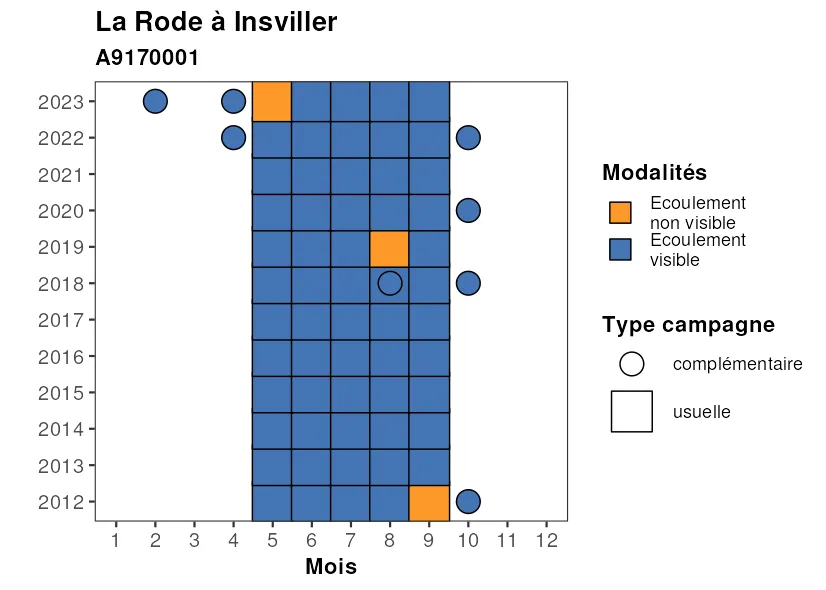 La Rode à Insviller
A9170001
2023
2022
2021
2020
2019
2018
2017
2016
2015
2014
2013
2012
1 2 3 4 5 6 7 8 9 10 11 12
Mois
Modalités
Ecoulement
non visible
Ecoulement
visible
Type campagne
complémentaire
usuelle